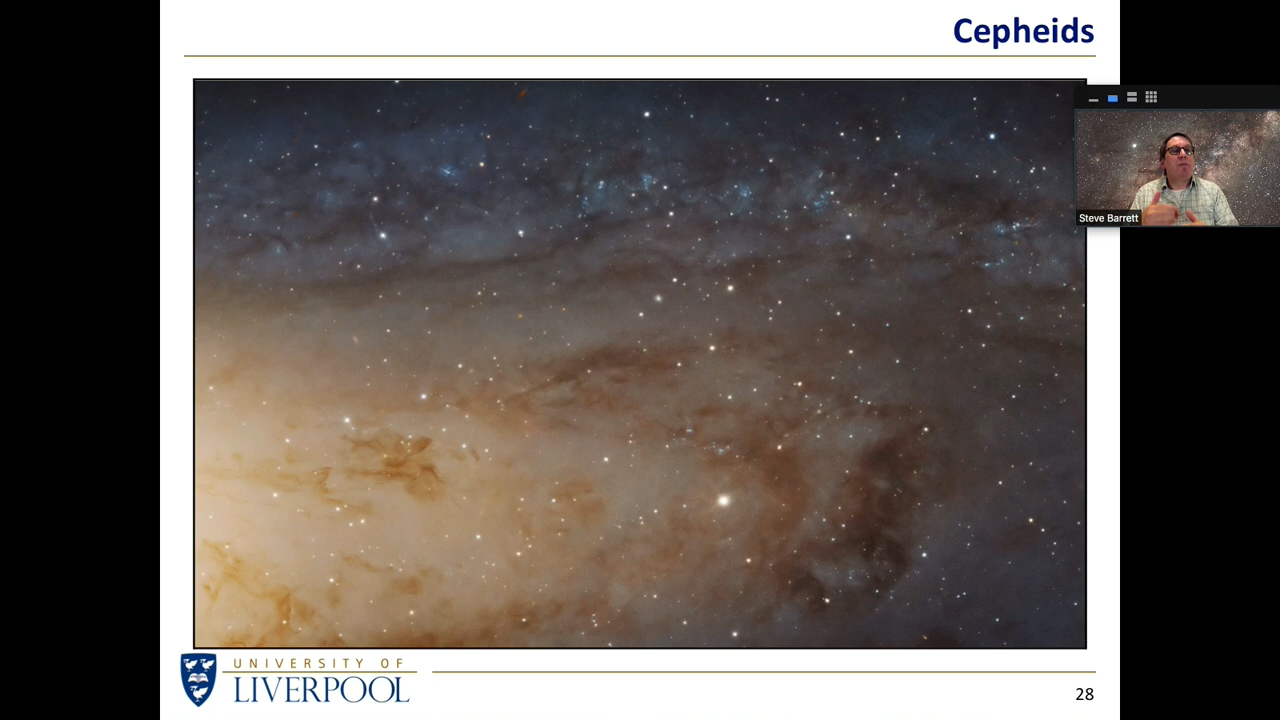 Cepheids
Steve Barrett
UNIVERSITY OF
LIVERPOOL
28